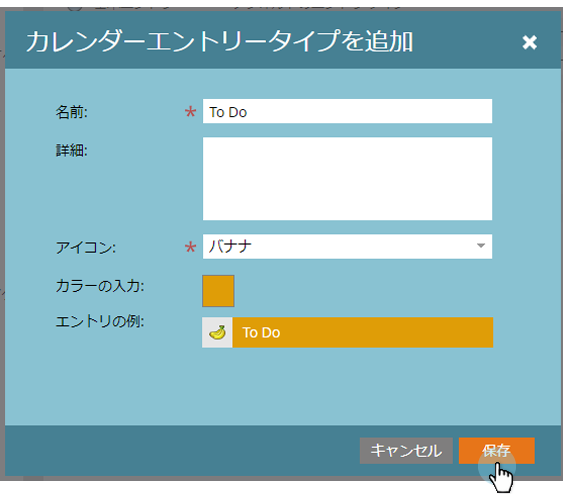 カレンダーエントリータイプを追加
名前: * To Do
詳細:
アイコン: * バナナ
カラーの入力:
エントリの例: To Do
キャンセル 保存